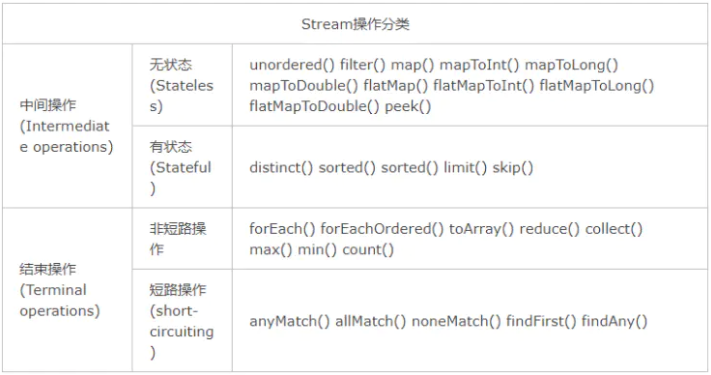 Stream操作分类
中间操作
(Intermediat
e operations)
无状态
(Stateles
s)
unordered() filter() map() mapToInt() mapToLong()
mapToDouble() flatMap() flatMapToInt() flatMapToLong()
flatMapToDouble() peek()
有状态
(Stateful
)
distinct() sorted() sorted() limit() skip()
结束操作
(Terminal
operations)
非短路操
作
forEach() forEachOrdered() toArray() reduce() collect()
max() min() count()
短路操作
(short-
circuiting
)
anyMatch() allMatch() noneMatch() findFirst() findAny()